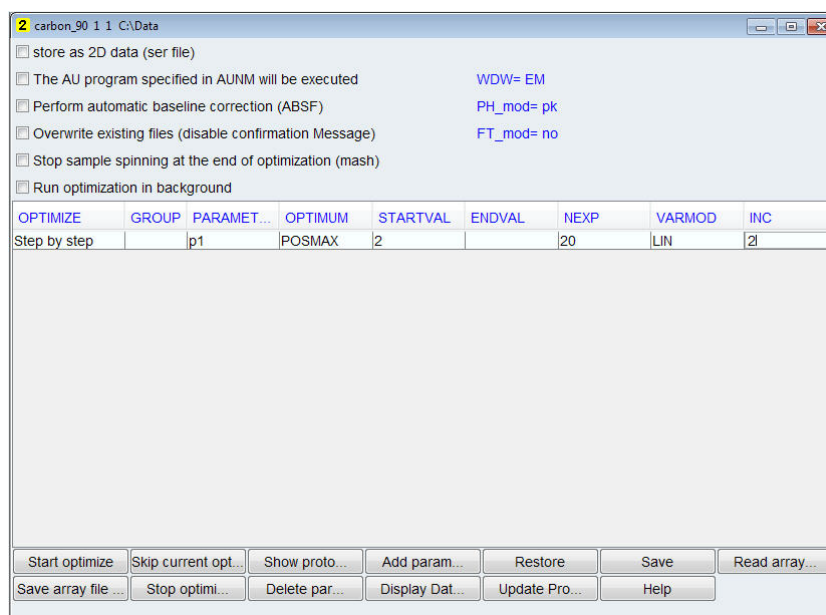 2 carbon_90 1 1 C:\Data
store as 2D data (ser file)
The AU program specified in AUNM will be executed WDW= EM
Perform automatic baseline correction (ABSF) PH_mod= pk
Overwrite existing files (disable confirmation Message) FT_mod= no
Stop sample spinning at the end of optimization (mash)
Run optimization in background
OPTIMIZE GROUP PARAMET... OPTIMUM STARTVAL ENDVAL NEXP VARMOD INC
Step by step p1 POSMAX 2 20 LIN 2
Start optimize Skip current opt... Show proto... Add param... Restore Save Read array...
Save array file ... Stop optimi... Delete par... Display Dat... Update Pro... Help